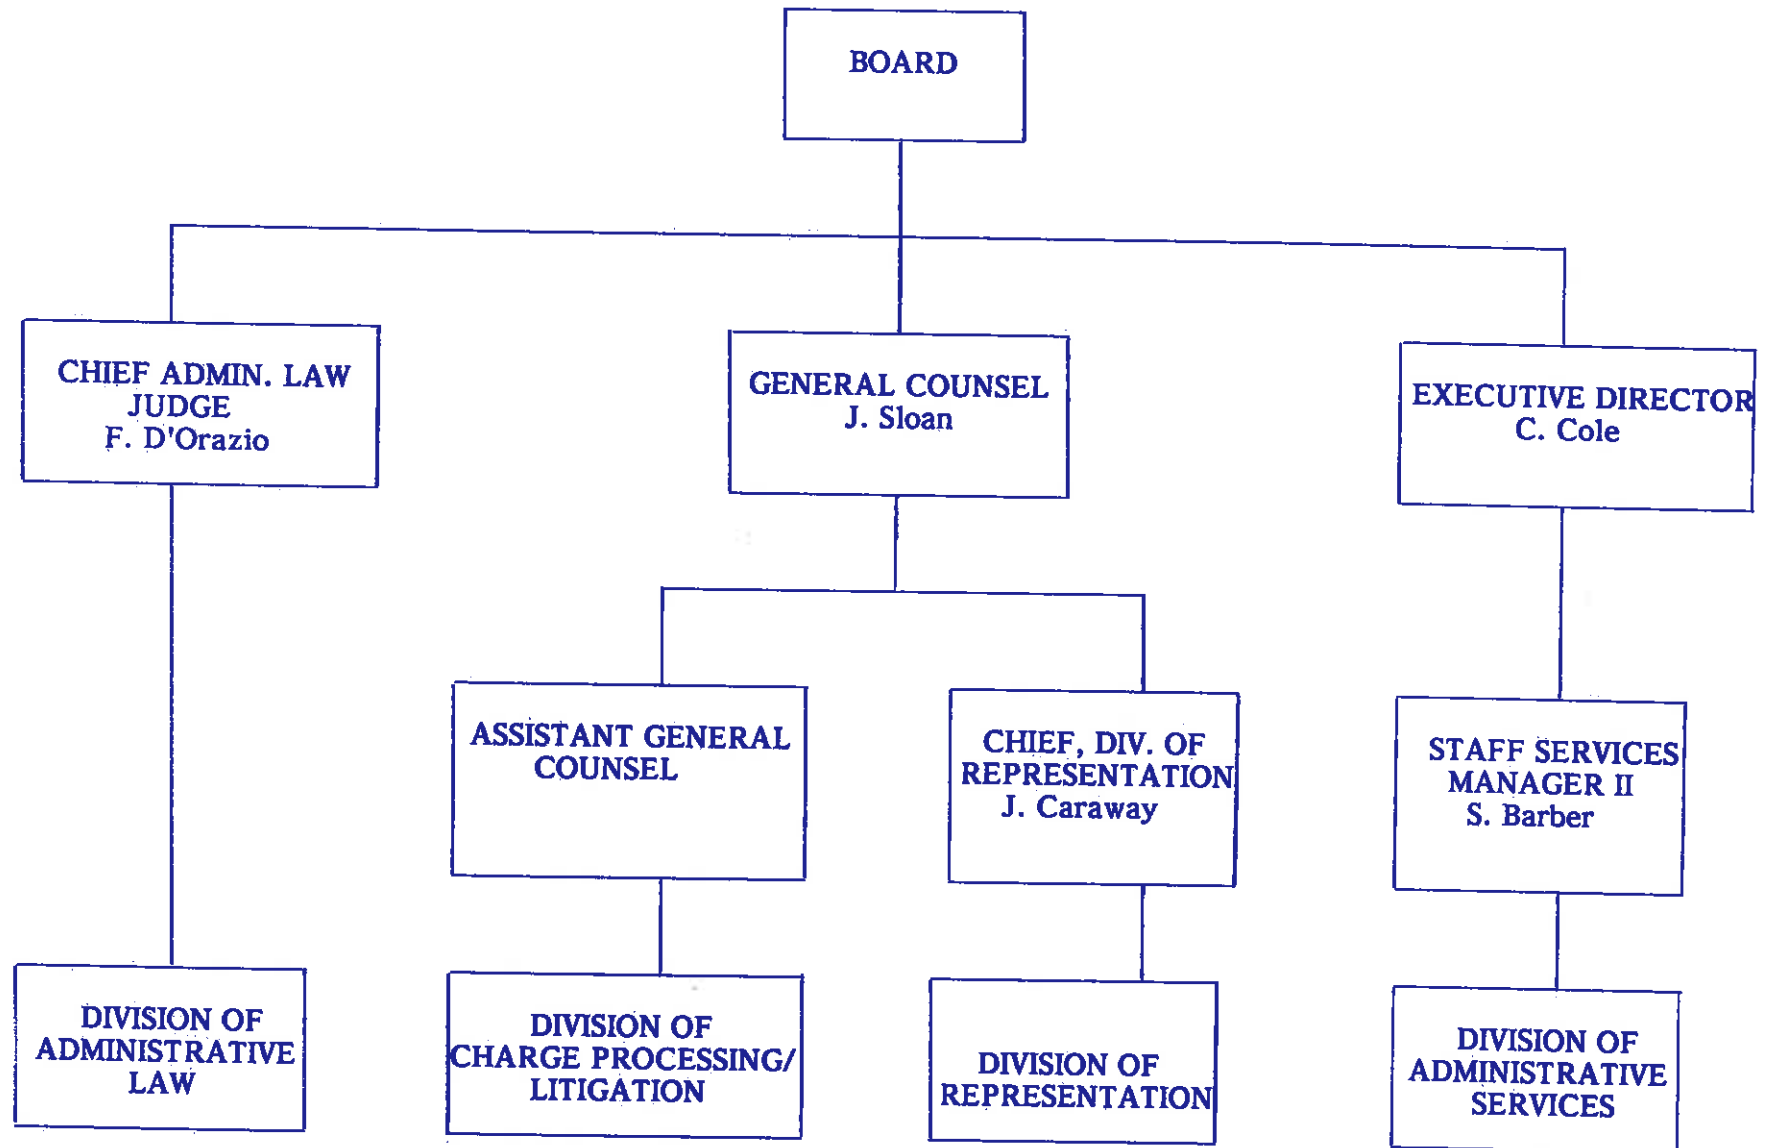 BOARD
CHIEF ADMIN. LAW
JUDGE
F. D'Orazio
GENERAL COUNSEL
J. Sloan
EXECUTIVE DIRECTOR
C. Cole
ASSISTANT GENERAL
COUNSEL
CHIEF, DIV. OF
REPRESENTATION
J. Caraway
STAFF SERVICES
MANAGER II
S. Barber
DIVISION OF
ADMINISTRATIVE
LAW
DIVISION OF
CHARGE PROCESSING/
LITIGATION
DIVISION OF
REPRESENTATION
DIVISION OF
ADMINISTRATIVE
SERVICES